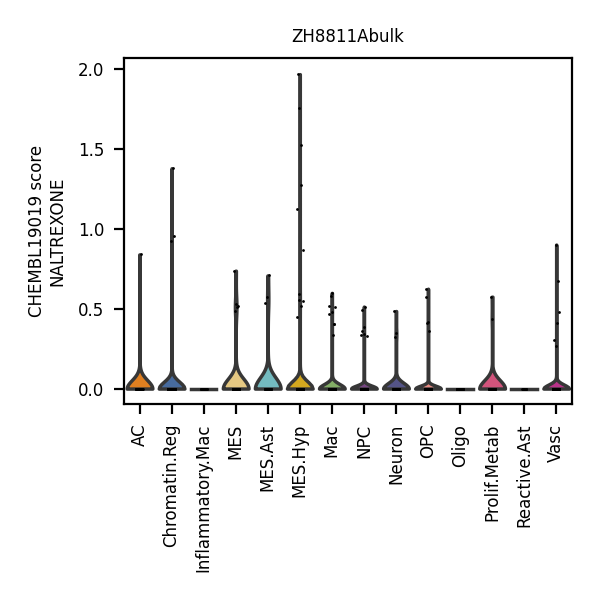 ZH8811Abulk
CHEMBL19019 score
NALTREXONE
2.0
1.5
1.0
0.5
0.0
AC
Chromatin.Reg
Inflammatory.Mac
MES
MES.Ast
MES.Hyp
Mac
NPC
Neuron
OPC
Oligo
Prolif.Metab
Reactive.Ast
Vasc